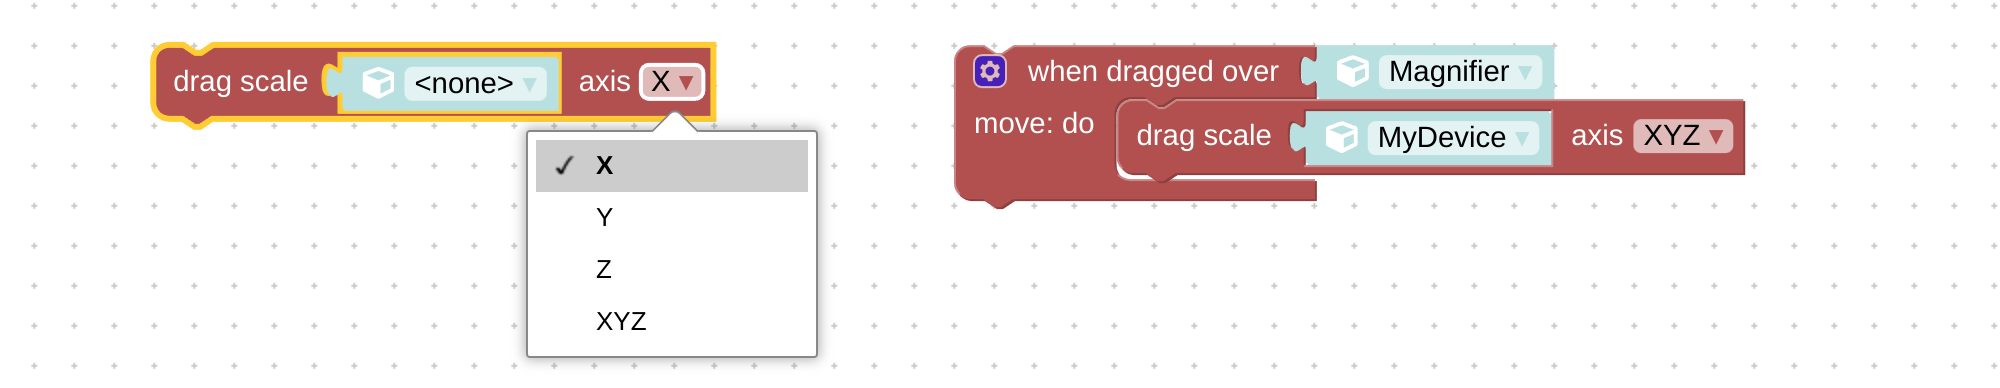 drag scale <none> ▼ axis X ▼
✓ X
Y
Z
XYZ
when dragged over Magnifier ▼
move: do drag scale MyDevice ▼ axis XYZ ▼